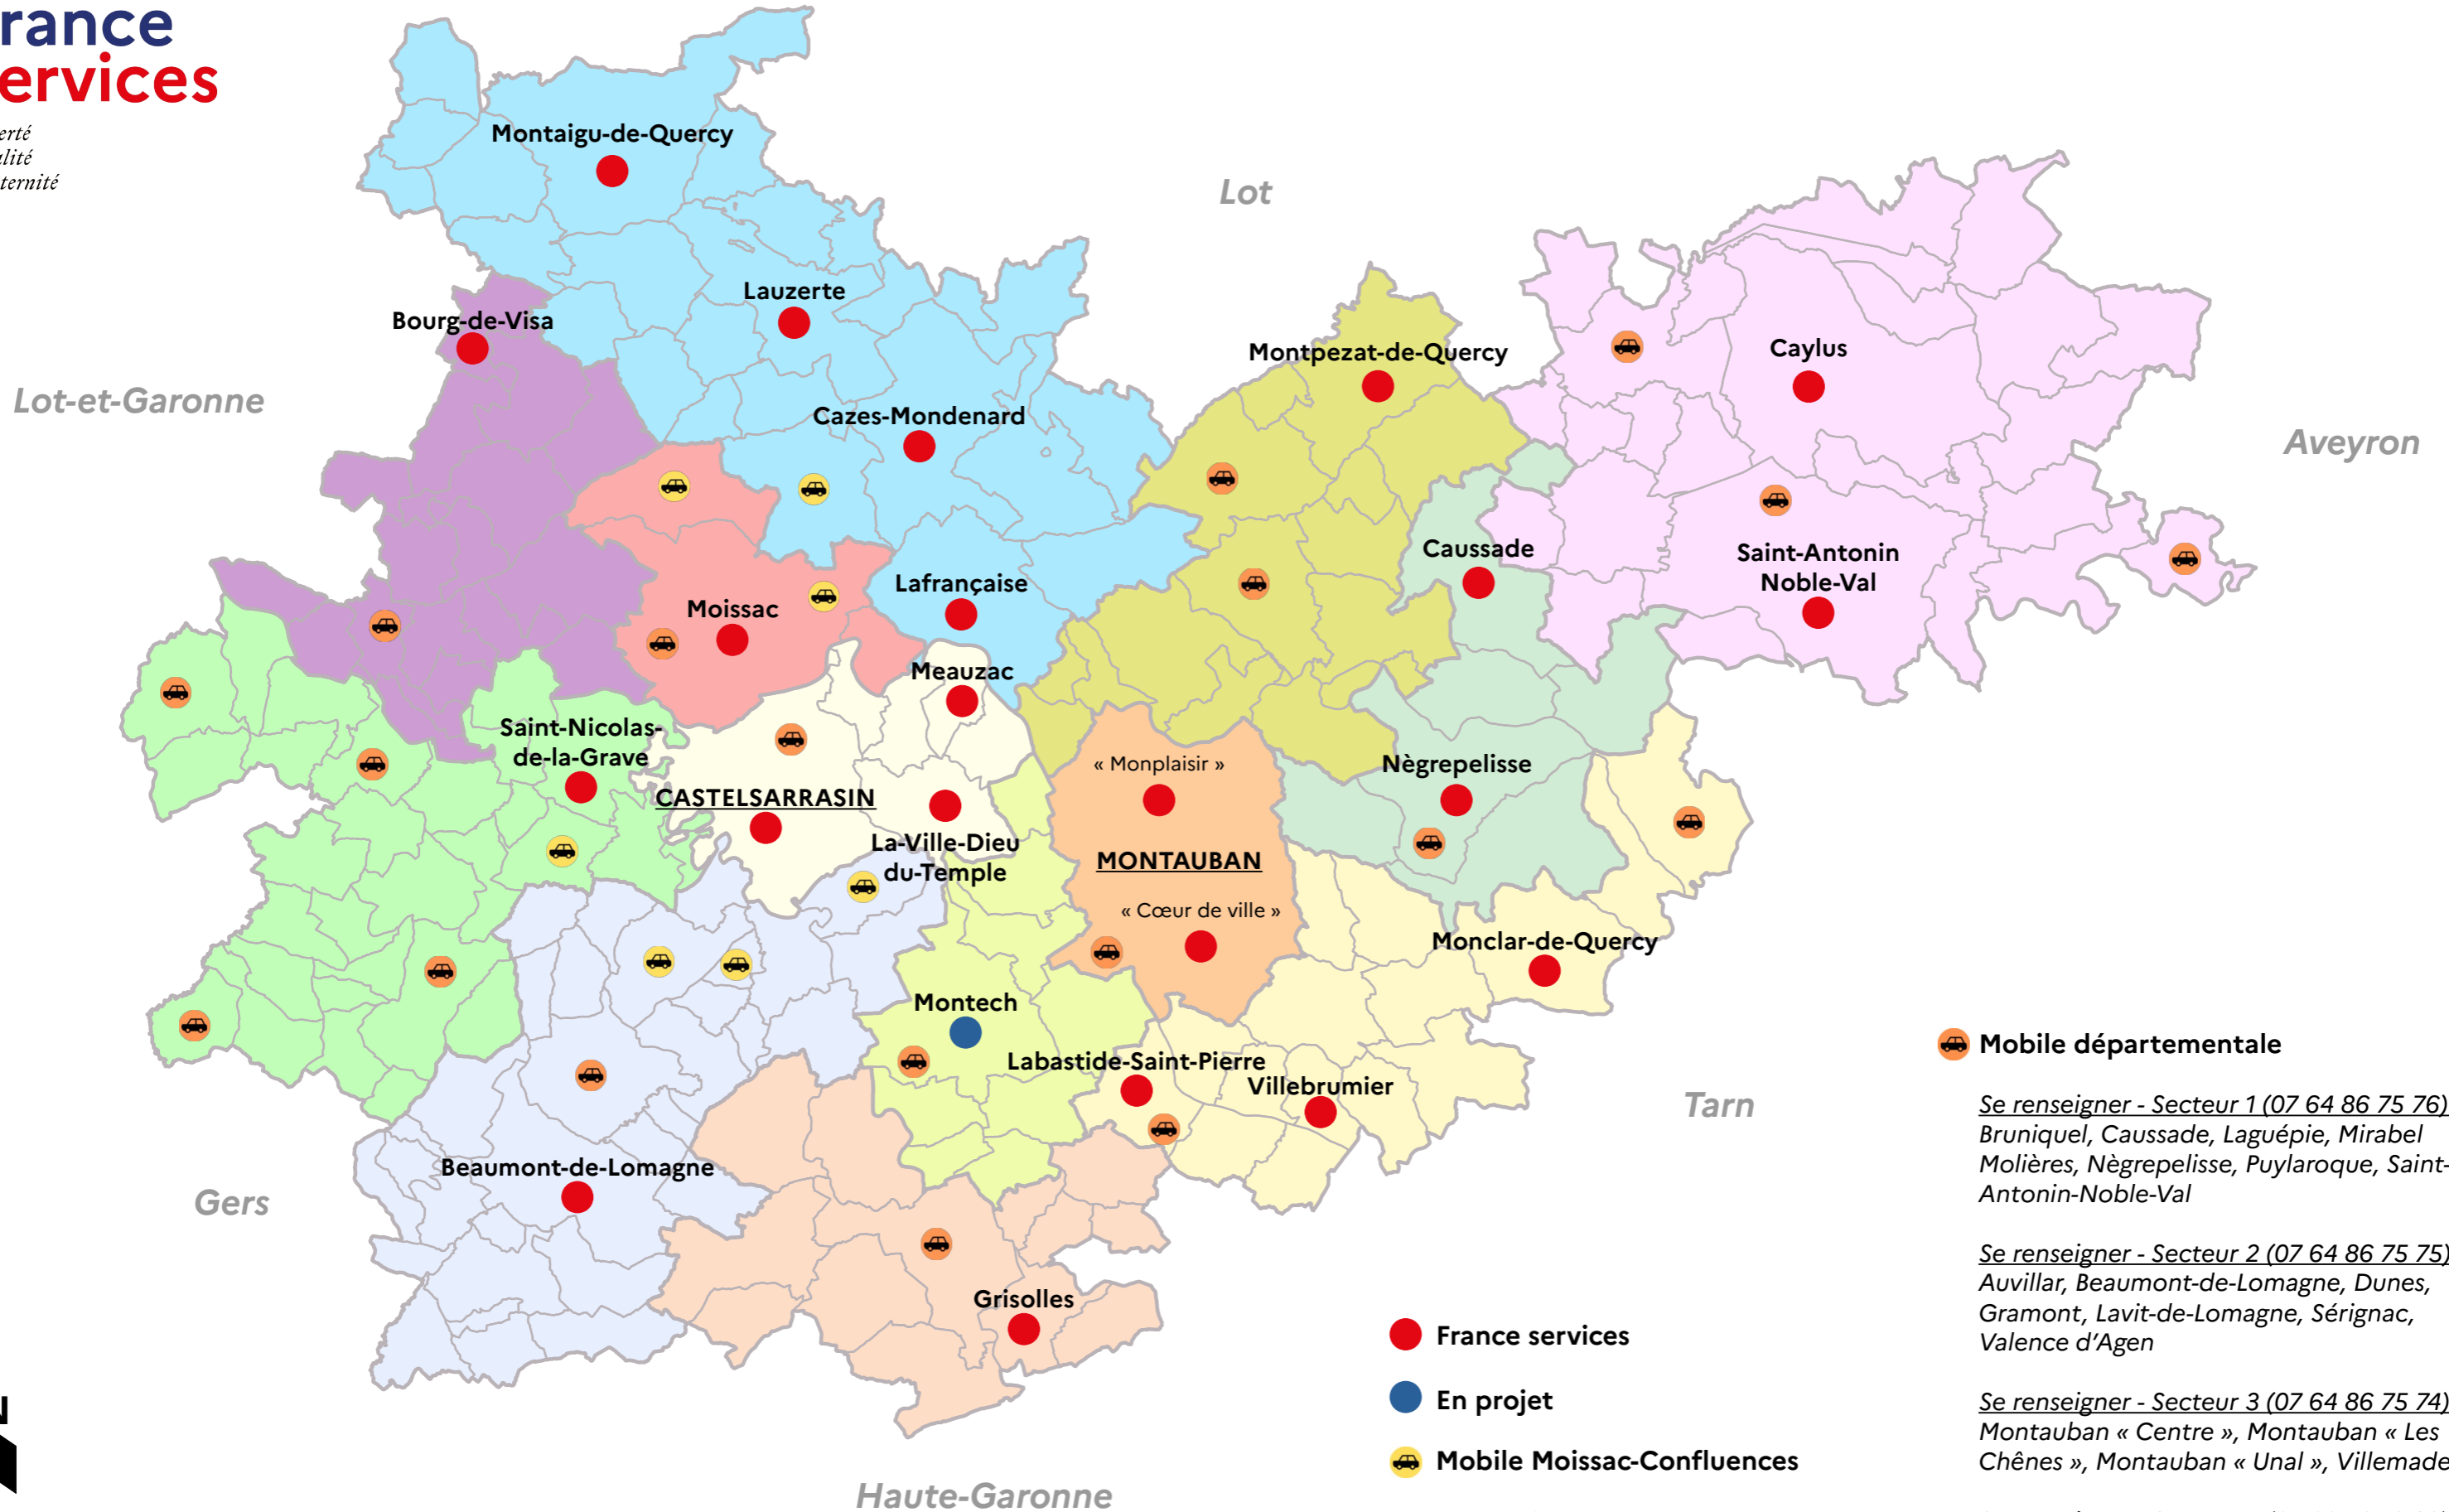 rance
ervices
erté
alité
ternité
Montaigu-de-Quercy
Lot
Lauzerte
Bourg-de-Visa
Montpezat-de-Quercy
Caylus
Lot-et-Garonne
Cazes-Mondenard
Aveyron
Caussade
Saint-Antonin
Noble-Val
Lafrançaise
Moissac
Meauzac
Saint-Nicolas-
de-la-Grave
« Monplaisir »
Nègrepelisse
CASTELSARRASIN
La-Ville-Dieu
du-Temple
MONTAUBAN
« Cœur de ville »
Monclar-de-Quercy
Montech
Labastide-Saint-Pierre
Villebrumier
Tarn
Beaumont-de-Lomagne
Gers
Grisolles
Haute-Garonne
France services
En projet
Mobile Moissac-Confluences
Mobile départementale
Se renseigner - Secteur 1 (07 64 86 75 76)
Bruniquel, Caussade, Laguépie, Mirabel
Molières, Nègrepelisse, Puylaroque, Saint-
Antonin-Noble-Val
Se renseigner - Secteur 2 (07 64 86 75 75)
Auvillar, Beaumont-de-Lomagne, Dunes,
Gramont, Lavit-de-Lomagne, Sérignac,
Valence d'Agen
Se renseigner - Secteur 3 (07 64 86 75 74)
Montauban « Centre », Montauban « Les
Chênes », Montauban « Unal », Villemade